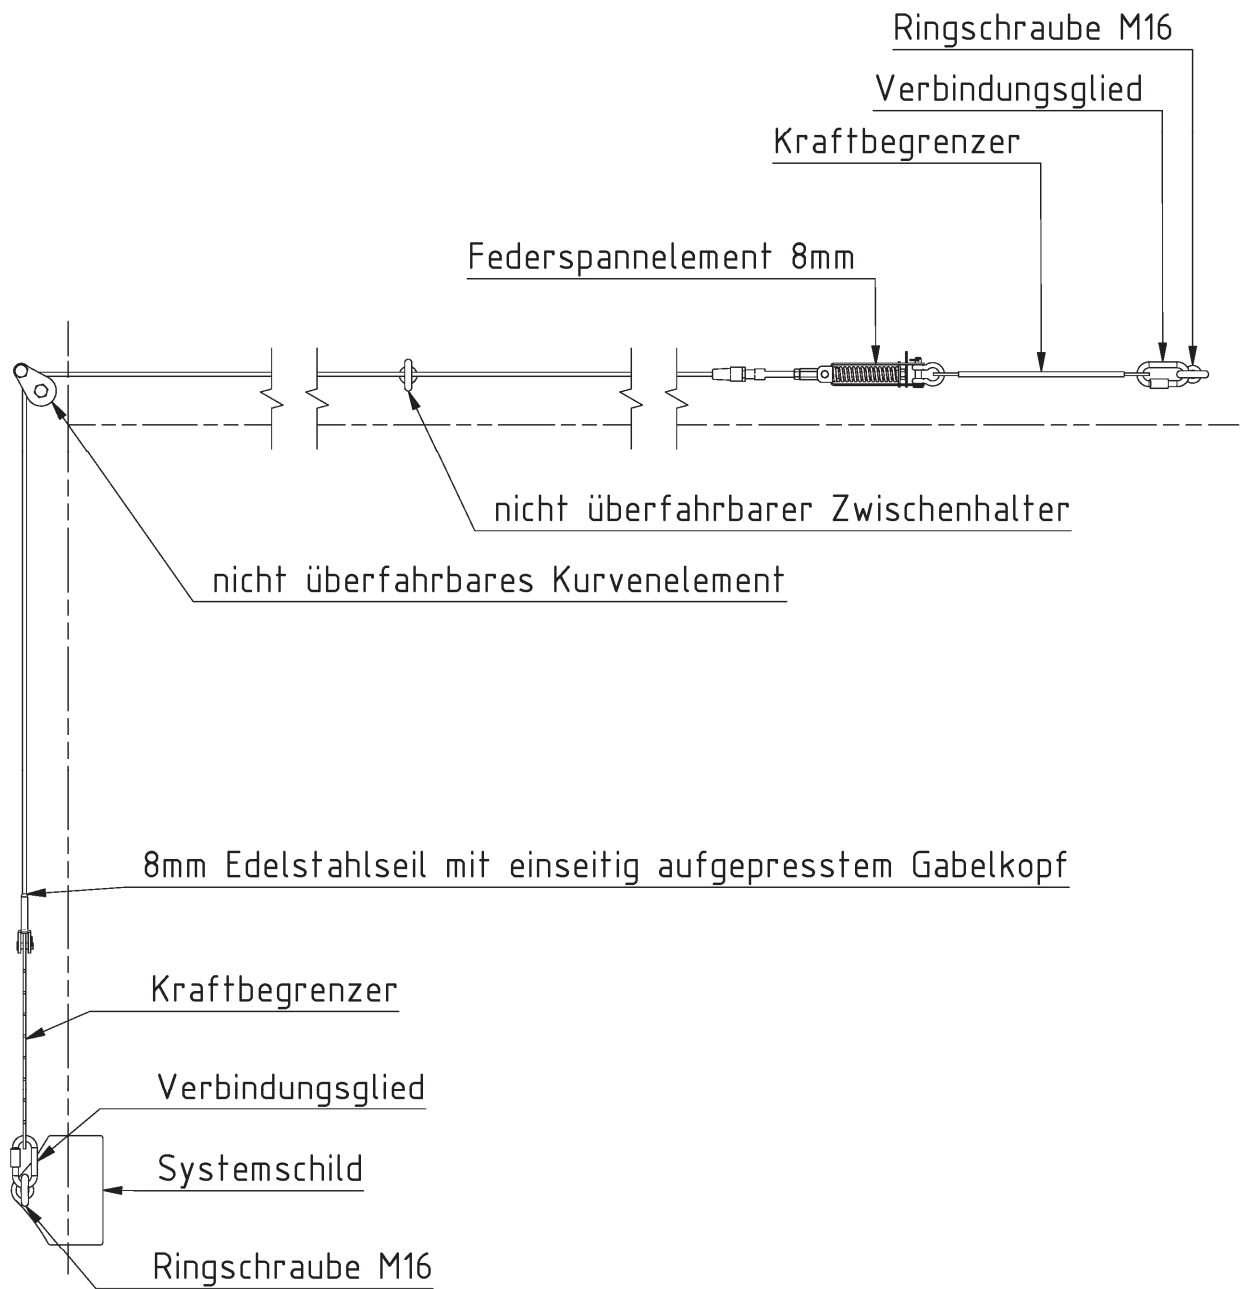 Ringschraube M16
Verbindungsglied
Kraftbegrenzer
Federspannelement 8mm
nicht überfahrbarer Zwischenhalter
nicht überfahrbares Kurvenelement
8mm Edelstahlseil mit einseitig aufgepresstem Gabelkopf
Kraftbegrenzer
Verbindungsglied
Systemschild
Ringschraube M16